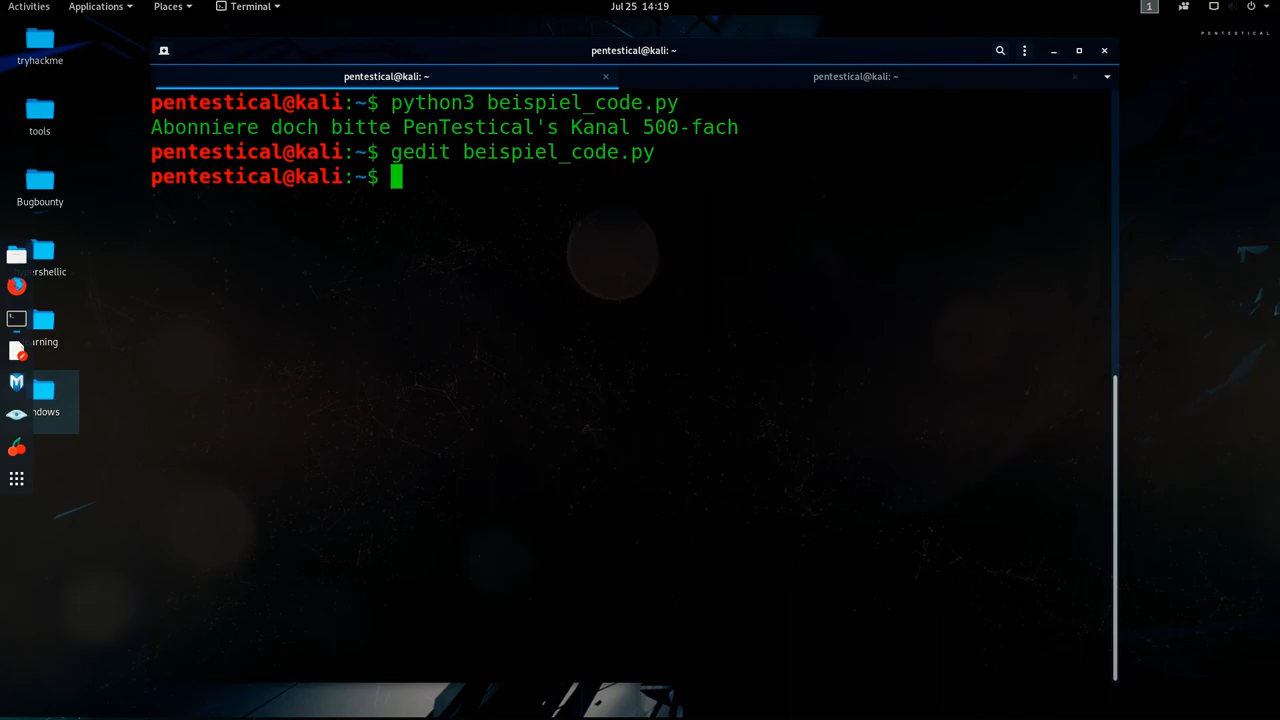 Activities Applications Places Terminal Jul 25 14:19 1
PENTESTICAL
tryhackme
tools
Bugbounty
pershellic
arning
ndows
pentestical@kali: ~
pentestical@kali: ~ pentestical@kali: ~
pentestical@kali:~$ python3 beispiel_code.py
Abonniere doch bitte PenTestical's Kanal 500-fach
pentestical@kali:~$ gedit beispiel_code.py
pentestical@kali:~$